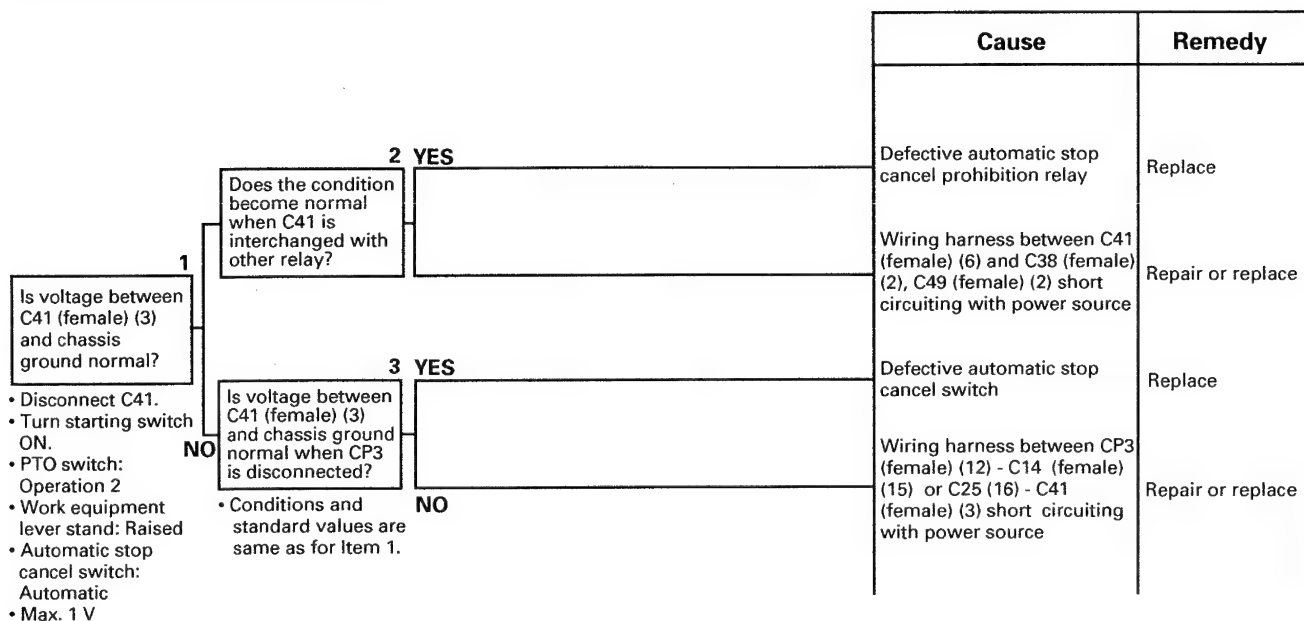 Cause
Remedy
2 YES
Does the condition
become normal
when C41 is
interchanged with
other relay?
Defective automatic stop
cancel prohibition relay
Replace
Wiring harness between C41
(female) (6) and C38 (female)
(2), C49 (female) (2) short
circuiting with power source
Repair or replace
1
Is voltage between
C41 (female) (3)
and chassis
ground normal?
• Disconnect C41.
• Turn starting switch
ON.
• PTO switch:
Operation 2
• Work equipment
lever stand: Raised
• Automatic stop
cancel switch:
Automatic
• Max. 1 V
NO
3 YES
Is voltage between
C41 (female) (3)
and chassis ground
normal when CP3
is disconnected?
• Conditions and
standard values are
same as for Item 1.
NO
Defective automatic stop
cancel switch
Replace
Wiring harness between CP3
(female) (12) - C14 (female)
(15) or C25 (16) - C41
(female) (3) short circuiting
with power source
Repair or replace